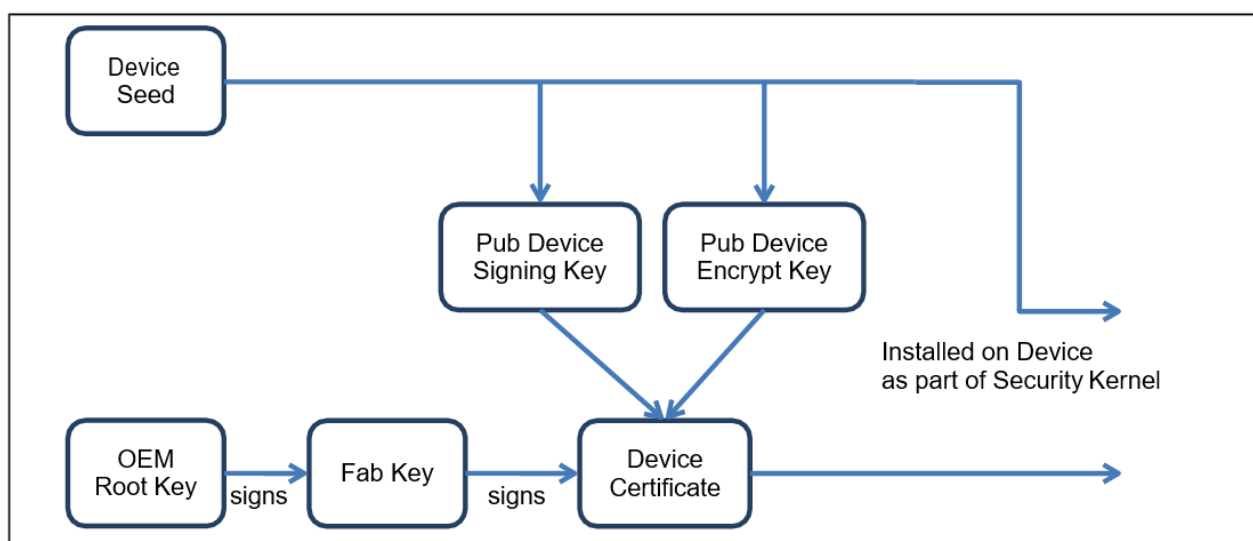 Device
Seed
Pub Device
Signing Key
Pub Device
Encrypt Key
Installed on Device
as part of Security Kernel
OEM
Root Key
signs
Fab Key
signs
Device
Certificate